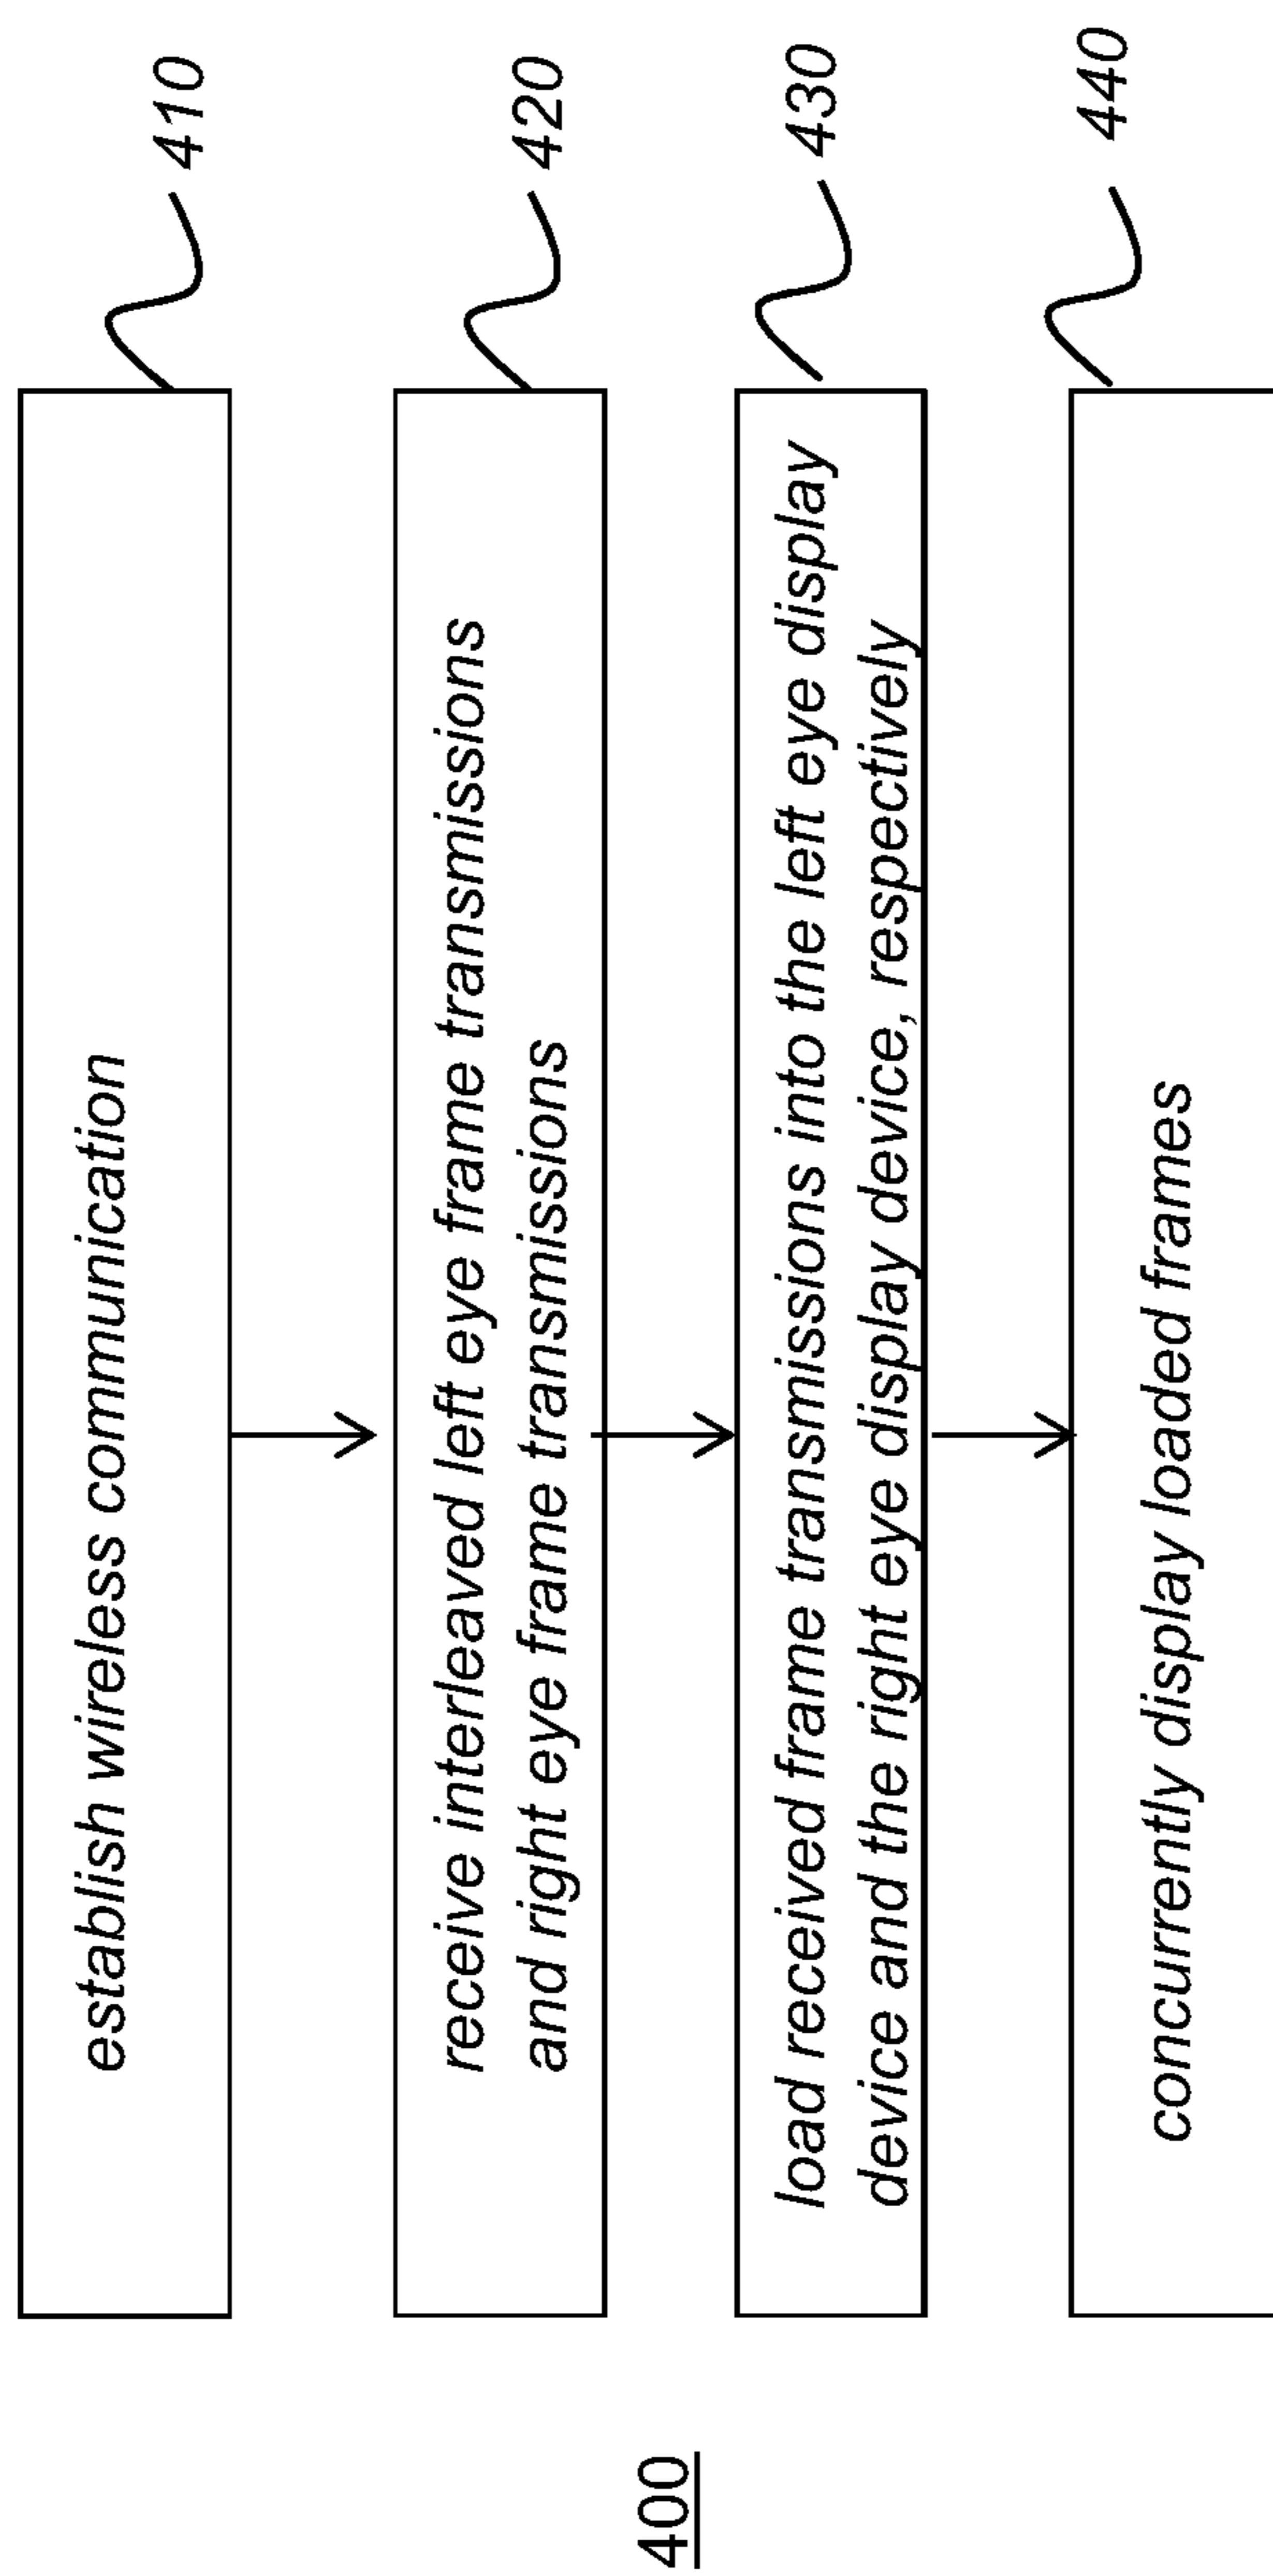 400
establish wireless communication
410
receive interleaved left eye frame transmissions
and right eye frame transmissions
420
load received frame transmissions into the left eye display
device and the right eye display device, respectively
430
concurrently display loaded frames
440